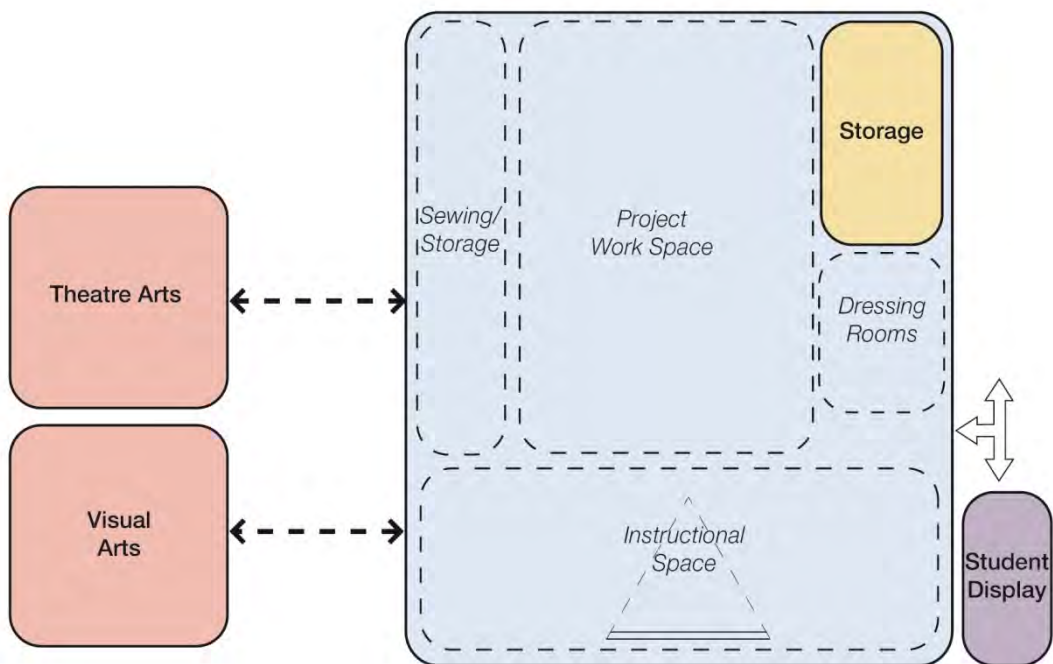 Storage
Sewing/
Storage
Project
Work Space
Theatre Arts
Dressing
Rooms
Visual
Arts
Instructional
Space
Student
Display